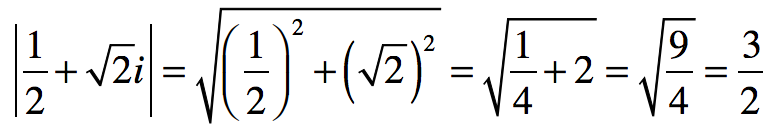 |1/2 + √2i| = √((1/2)² + (√2)²) = √(1/4 + 2) = √(9/4) = 3/2